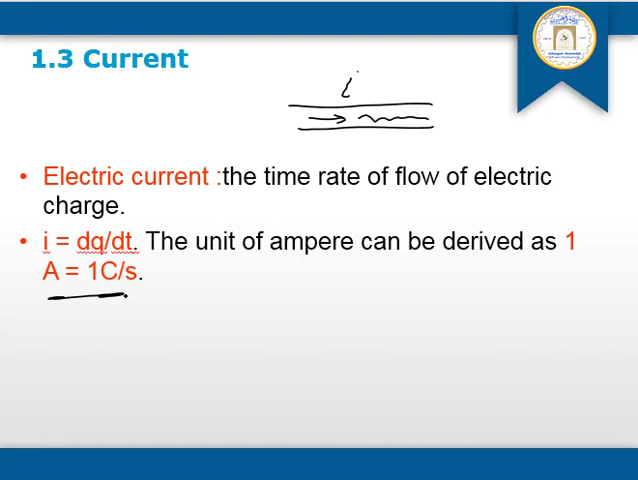 1.3 Current
i
• Electric current :the time rate of flow of electric
charge.
• i = dq/dt. The unit of ampere can be derived as 1
A = 1C/s.